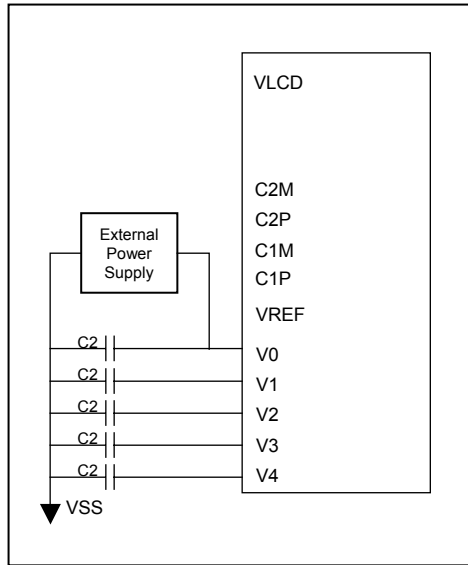 VLCD
C2M
C2P
C1M
C1P
VREF
External
Power
Supply
C2
V0
C2
V1
C2
V2
C2
V3
C2
V4
VSS